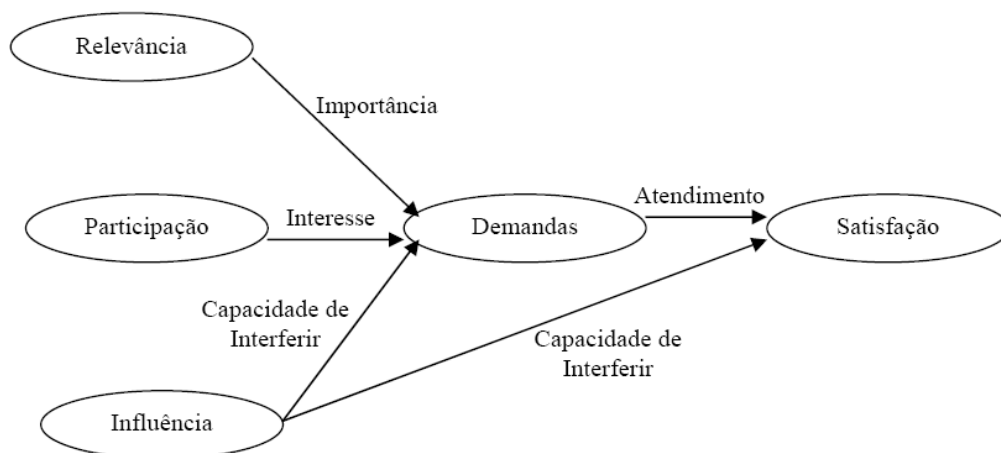 Relevância
Importância
Participação
Interesse
Demandas
Atendimento
Satisfação
Capacidade de
Interferir
Capacidade de
Interferir
Influência